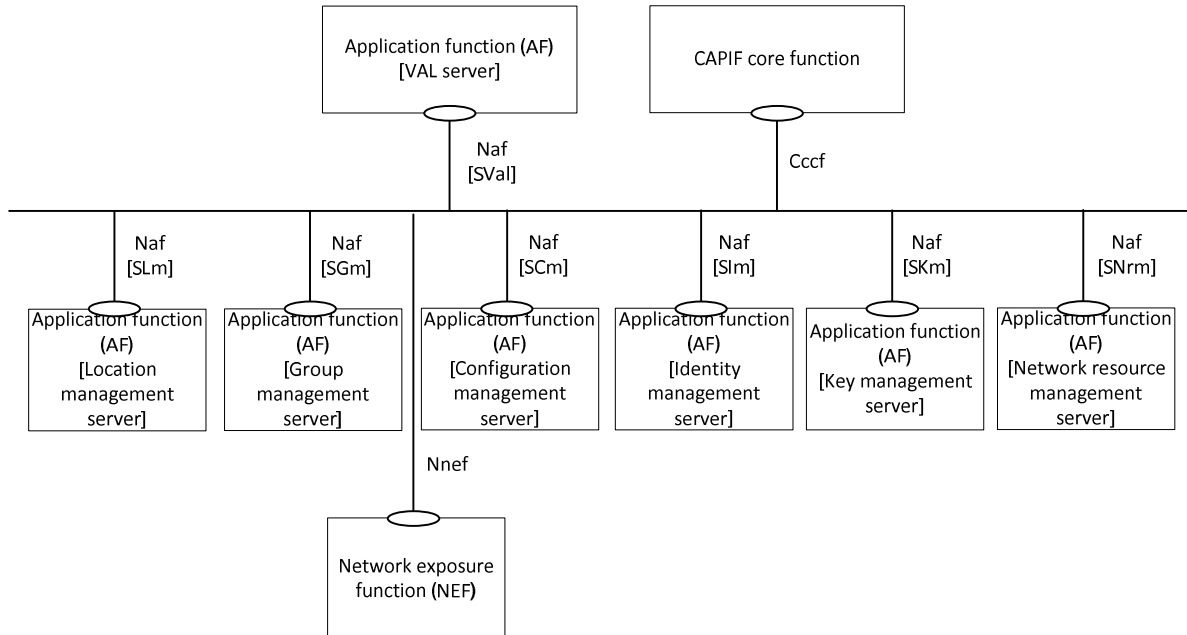 Application function (AF)
[VAL server]
CAPIF core function
Naf
[SVal]
Cccf
Naf
[SLm]
Naf
[SGm]
Naf
[SCm]
Naf
[SIm]
Naf
[SKm]
Naf
[SNrm]
Application function
(AF)
[Location
management
server]
Application function
(AF)
[Group
management
server]
Application function
(AF)
[Configuration
management
server]
Application function
(AF)
[Identity
management
server]
Application function
(AF)
[Key management
server]
Application function
(AF)
[Network resource
management
server]
Nnef
Network exposure
function (NEF)